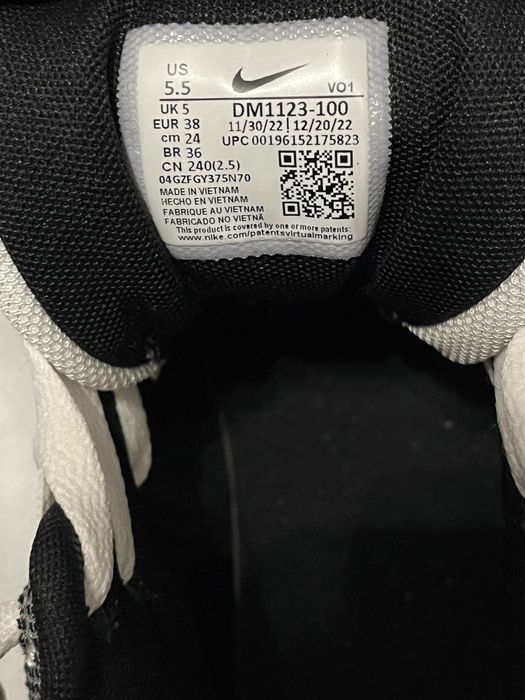 US
5.5
VO1
UK 5
DM1123-100
EUR 38
11/30/22 | 12/20/22
cm 24
UPC 00196152175823
BR 36
CN 240(2.5)
04GZFGY375N70
MADE IN VIETNAM
HECHO EN VIETNAM
FABRIQUE AU VIETNAM
FABRICADO NO VIETNÃ
This product is covered by one or more patents:
www.nike.com/patentsvirtualmarking